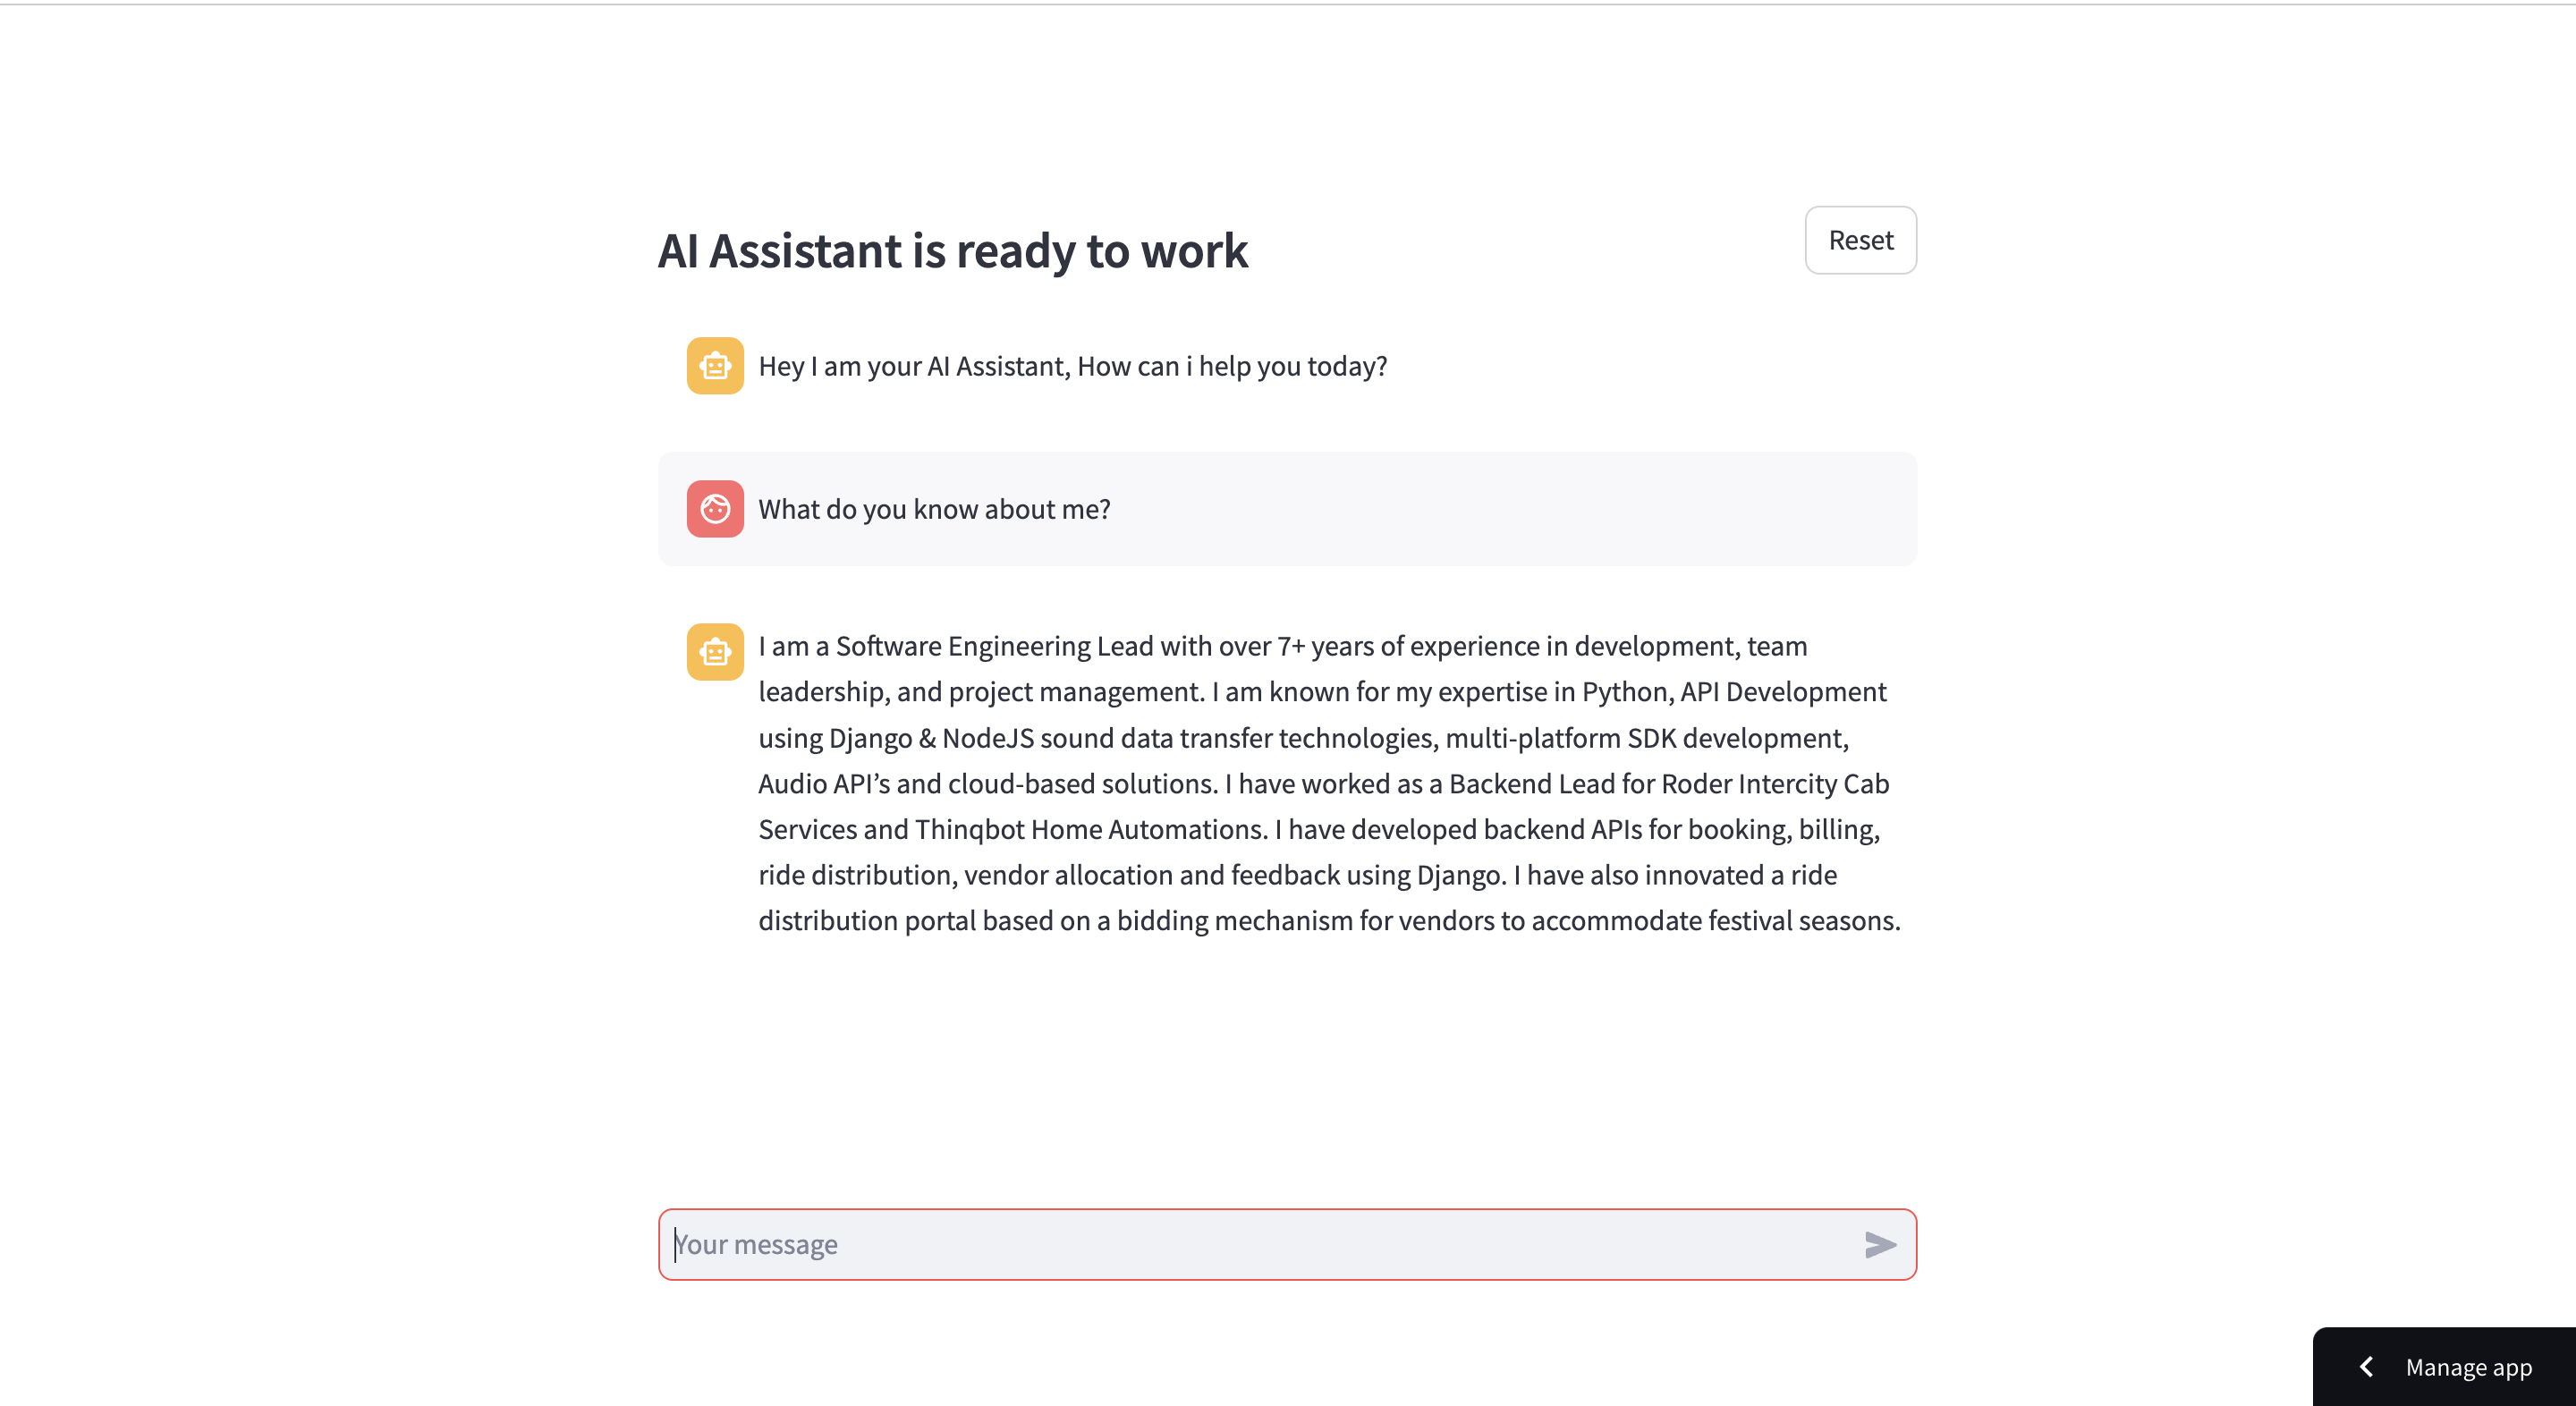 AI Assistant is ready to work
Reset
Hey I am your AI Assistant, How can i help you today?
What do you know about me?
I am a Software Engineering Lead with over 7+ years of experience in development, team
leadership, and project management. I am known for my expertise in Python, API Development
using Django & NodeJS sound data transfer technologies, multi-platform SDK development,
Audio API’s and cloud-based solutions. I have worked as a Backend Lead for Roder Intercity Cab
Services and Thinqbot Home Automations. I have developed backend APIs for booking, billing,
ride distribution, vendor allocation and feedback using Django. I have also innovated a ride
distribution portal based on a bidding mechanism for vendors to accommodate festival seasons.
Your message
Manage app